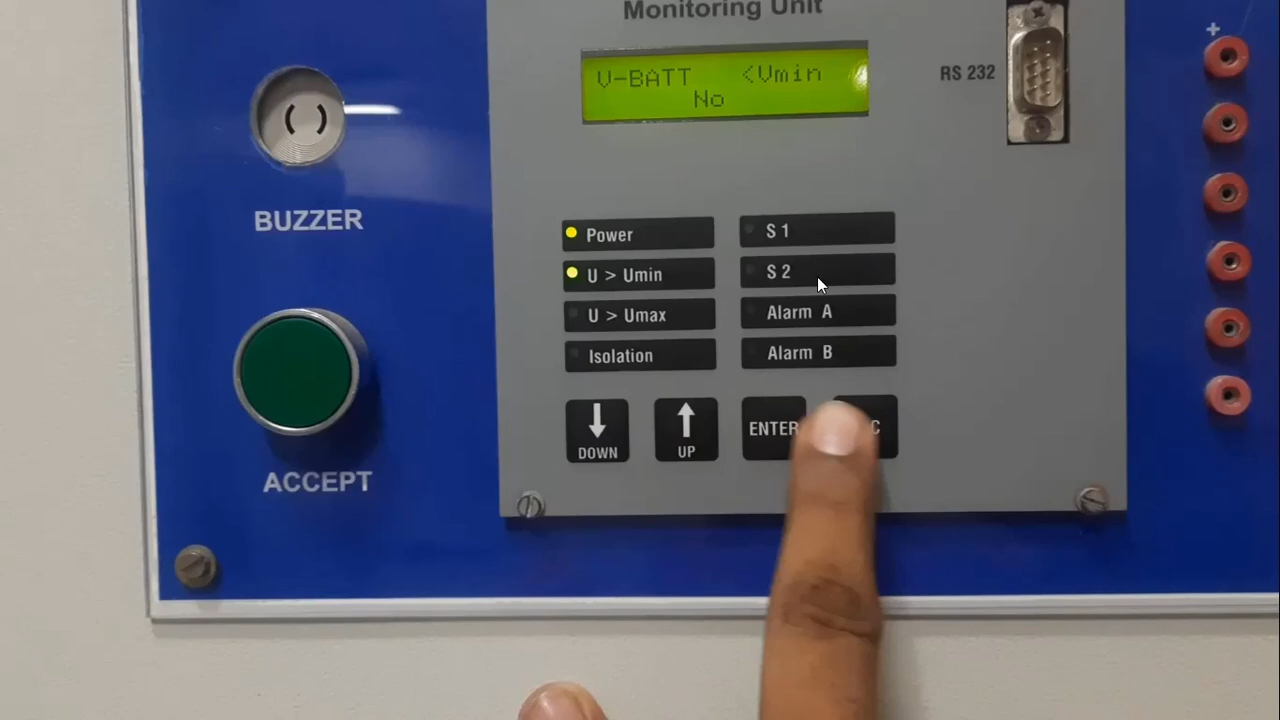 Monitoring Unit
V-BATT <Vmin
No
RS 232
+
BUZZER
Power
U > Umin
U > Umax
Isolation
S 1
S 2
Alarm A
Alarm B
DOWN
UP
ENTER
ACCEPT